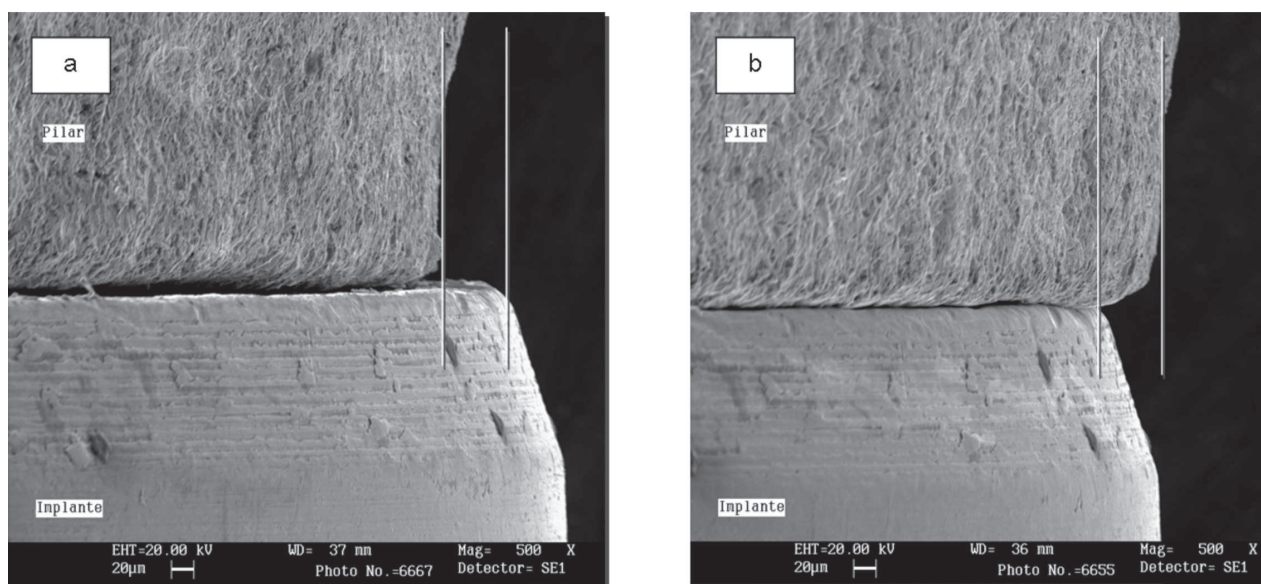 a
Pilar
Implante
EHT=20.00 kV WD= 37 mm Mag= 500 X
20µm Photo No.=6667 Detector= SE1
b
Pilar
Implante
EHT=20.00 kV WD= 36 mm Mag= 500 X
20µm Photo No.=6655 Detector= SE1